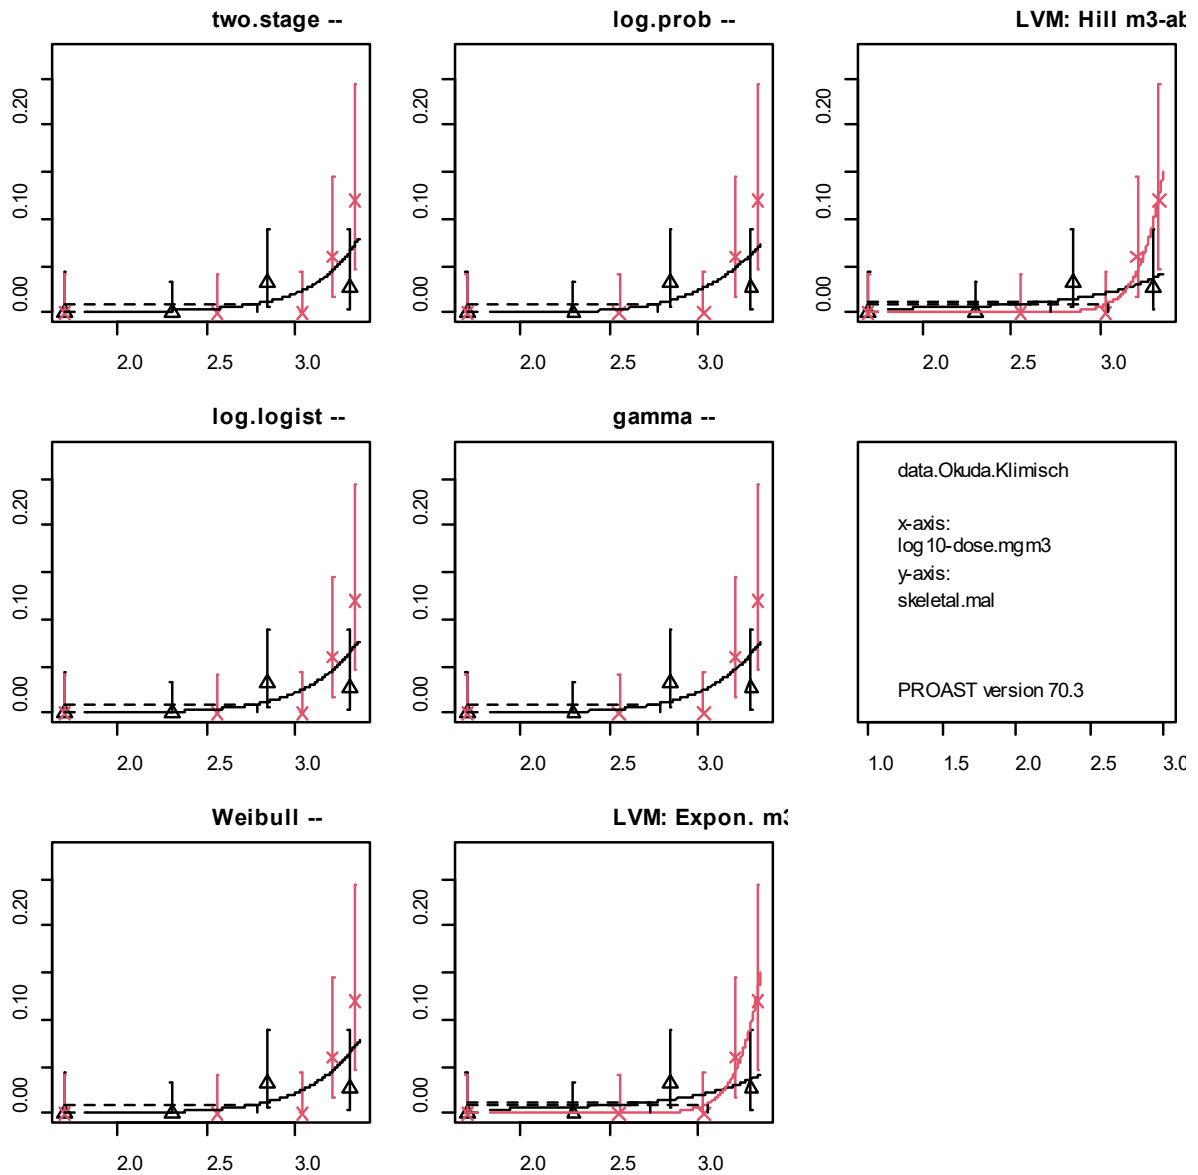 two.stage --
0.20
0.10
0.00
2.0 2.5 3.0
log.prob --
0.20
0.10
0.00
2.0 2.5 3.0
LVM: Hill m3-ab
0.20
0.10
0.00
2.0 2.5 3.0
log.logist --
0.20
0.10
0.00
2.0 2.5 3.0
gamma --
0.20
0.10
0.00
2.0 2.5 3.0
data.Okuda.Klimisch
x-axis:
log10-dose.mgm3
y-axis:
skeletal.mal
PROAST version 70.3
1.0 1.5 2.0 2.5 3.0
Weibull --
0.20
0.10
0.00
2.0 2.5 3.0
LVM: Expon. m3
0.20
0.10
0.00
2.0 2.5 3.0